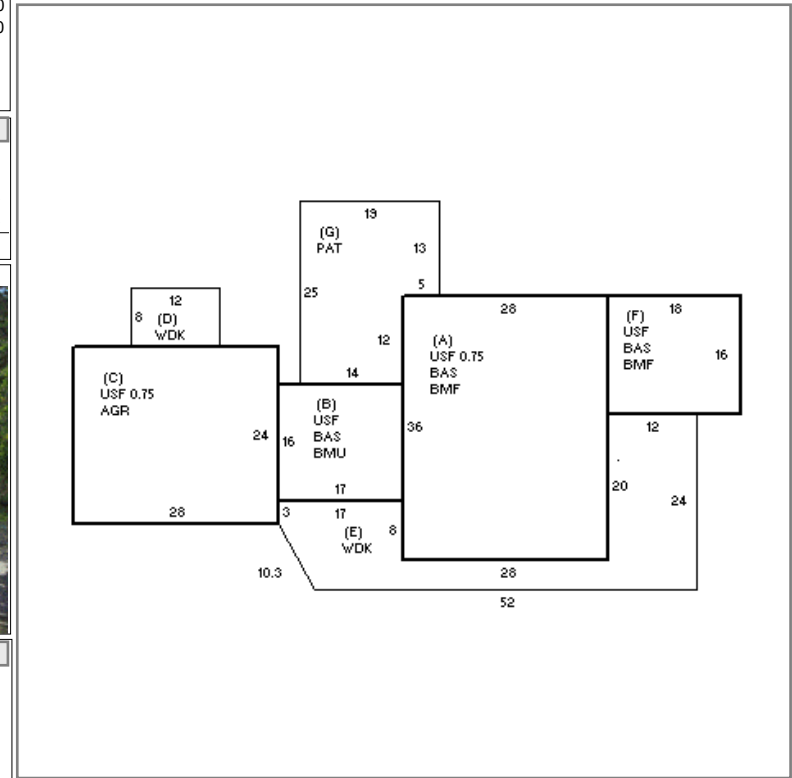 0
0
19
(G)
PAT
13
25
5
12
8
(D)
WDK
28
18
(F)
USF
BAS
BMF
16
12
(A)
USF 0.75
BAS
BMF
14
(C)
USF 0.75
AGR
(B)
USF
BAS
BMU
24
16
36
12
17
20
24
28
3
17
(E)
WDK
8
10.3
28
52